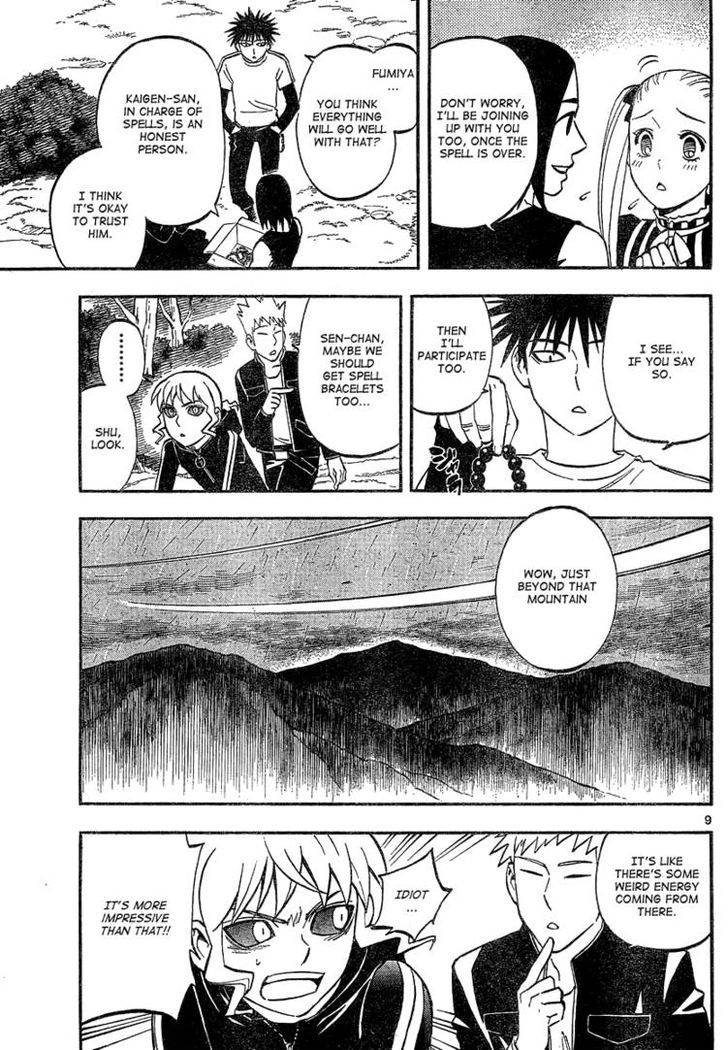 DON'T WORRY,
I'LL BE JOINING
UP WITH YOU
TOO, ONCE THE
SPELL IS OVER.
FUMIYA
...
YOU THINK
EVERYTHING
WILL GO WELL
WITH THAT?
KAIGEN-SAN,
IN CHARGE OF
SPELLS, IS AN
HONEST
PERSON.
I THINK
IT'S OKAY
TO TRUST
HIM.
I SEE...
IF YOU SAY
SO.
THEN
I'LL
PARTICIPATE
TOO.
ジャラ
SEN-CHAN,
MAYBE WE
SHOULD
GET SPELL
BRACELETS
TOO...
........
SHU,
LOOK.
WOW, JUST
BEYOND THAT
MOUNTAIN
9
IT'S LIKE
THERE'S SOME
WEIRD ENERGY
COMING FROM
THERE.
IDIOT
...
IT'S MORE
IMPRESSIVE
THAN THAT!!